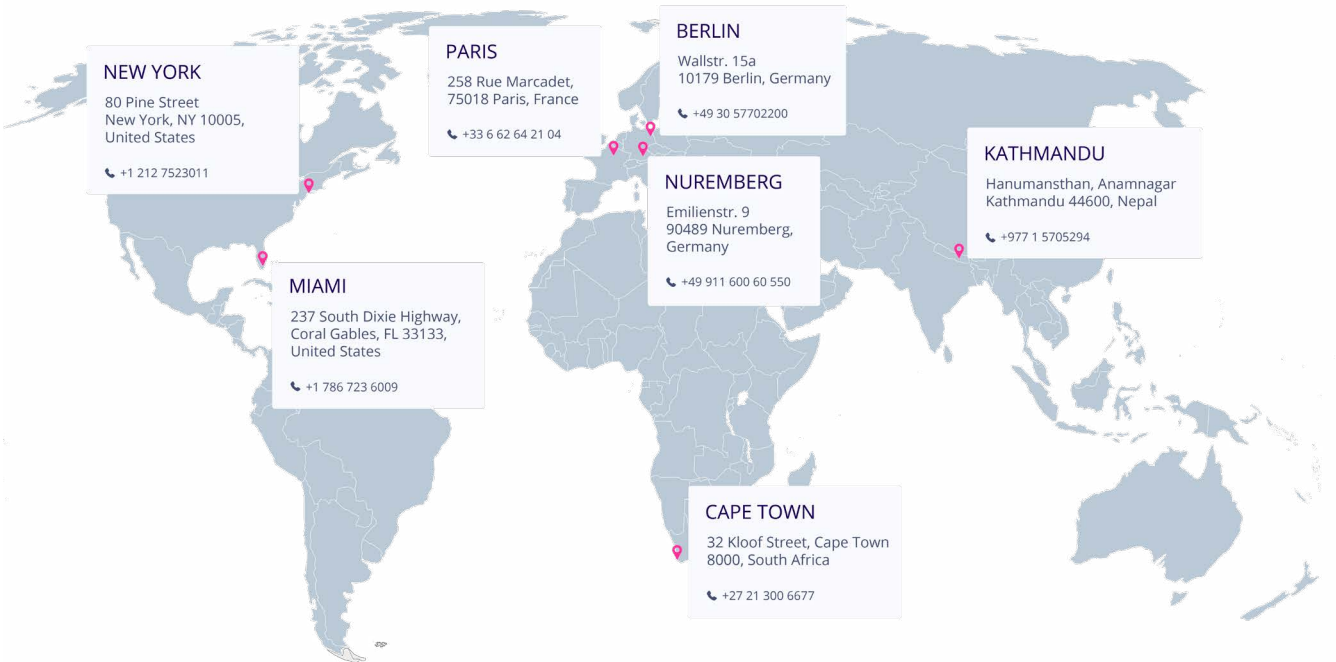 NEW YORK
80 Pine Street
New York, NY 10005,
United States
+1 212 7523011
PARIS
258 Rue Marcadet,
75018 Paris, France
+33 6 62 64 21 04
BERLIN
Wallstr. 15a
10179 Berlin, Germany
+49 30 57702200
KATHMANDU
Hanumansthan, Anamnagar
Kathmandu 44600, Nepal
+977 1 5705294
NUREMBERG
Emilienstr. 9
90489 Nuremberg,
Germany
+49 911 600 60 550
MIAMI
237 South Dixie Highway,
Coral Gables, FL 33133,
United States
+1 786 723 6009
CAPE TOWN
32 Kloof Street, Cape Town
8000, South Africa
+27 21 300 6677